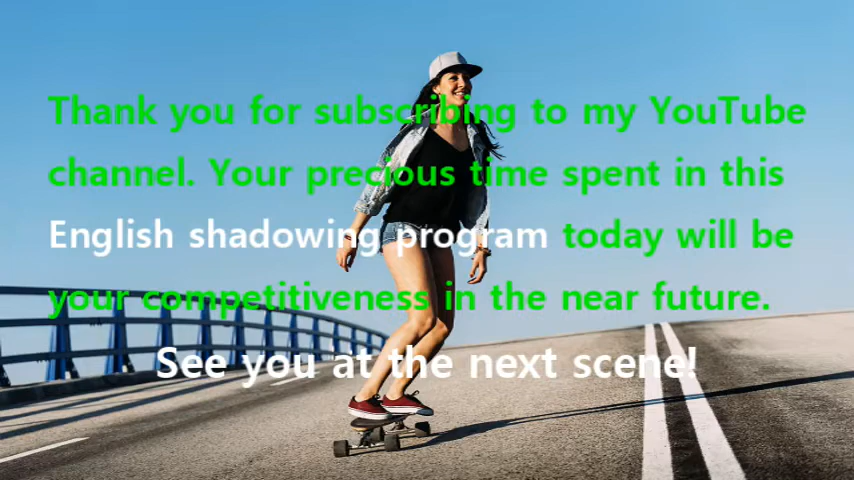 Thank you for subscribing to my YouTube
channel. Your precious time spent in this
English shadowing program today will be
your competitiveness in the near future.
See you at the next scene!